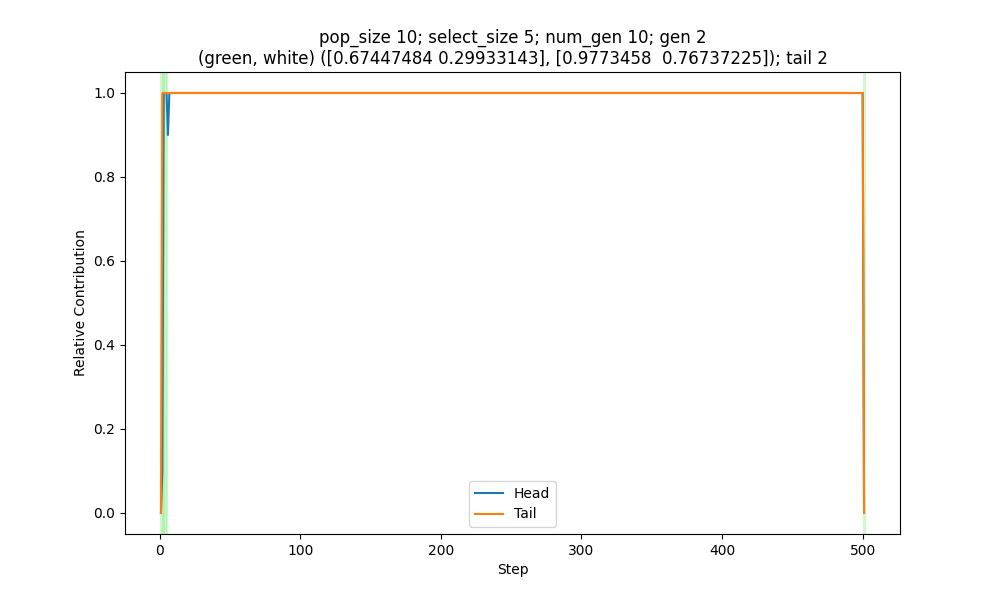 pop_size 10; select_size 5; num_gen 10; gen 2
(green, white) ([0.67447484 0.29933143], [0.9773458  0.76737225]); tail 2
1.0
0.8
0.6
0.4
0.2
0.0
Relative Contribution
Head
Tail
0
100
200
300
400
500
Step